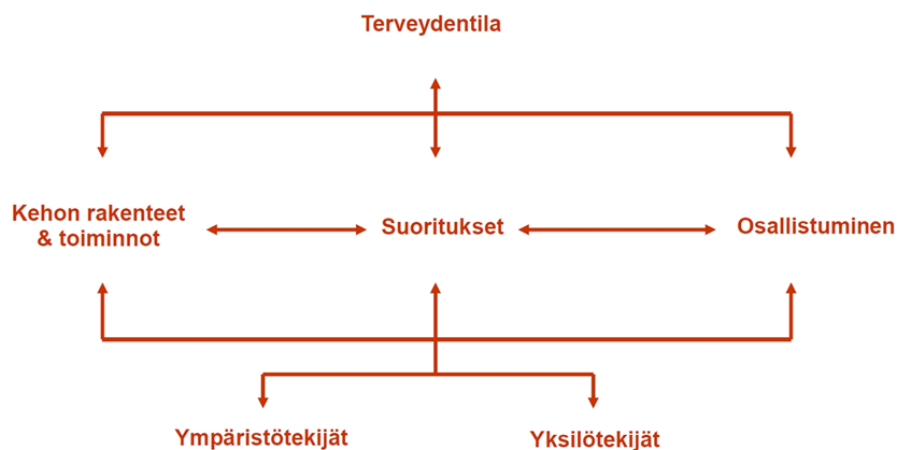 Terveydentila
Kehon rakenteet
& toiminnot
Suoritukset
Osallistuminen
Ympäristötekijät
Yksilötekijät